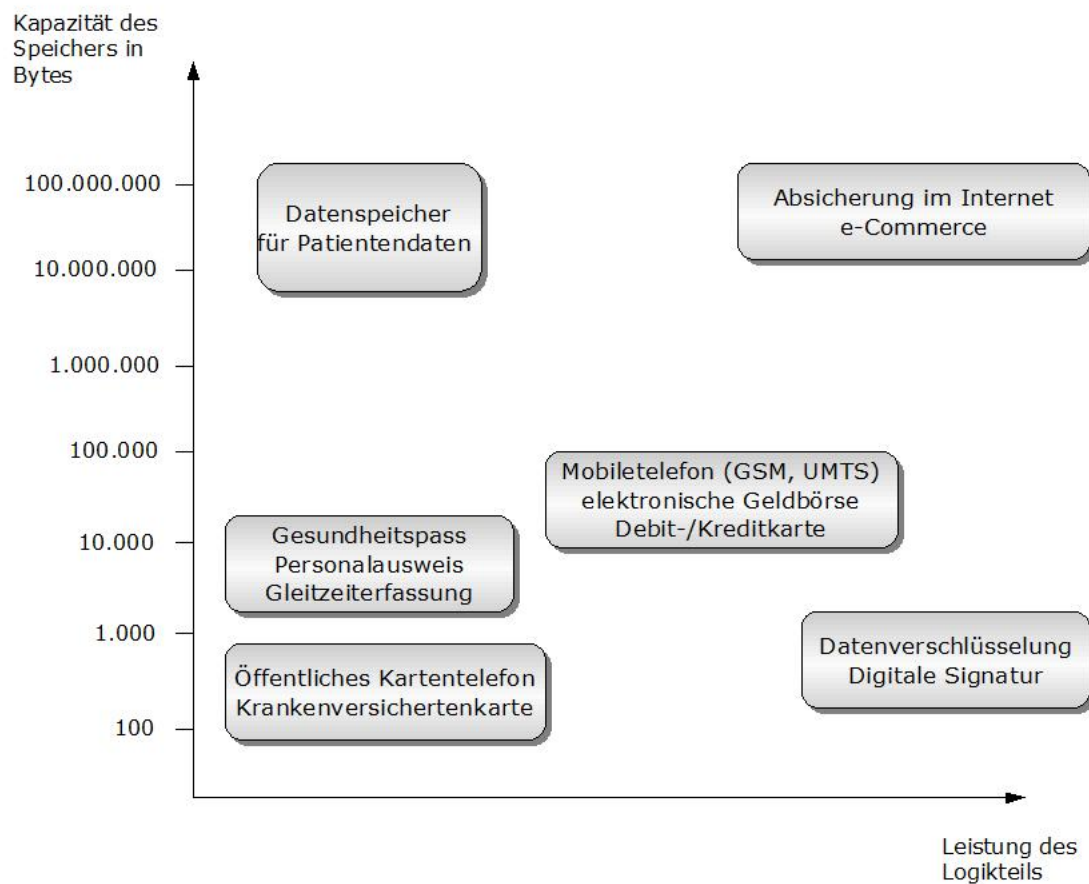 Kapazität des
Speichers in
Bytes
100.000.000
Datenspeicher
für Patientendaten
Absicherung im Internet
e-Commerce
10.000.000
1.000.000
100.000
Mobiletelefon (GSM, UMTS)
elektronische Geldbörse
Debit-/Kreditkarte
10.000
Gesundheitspass
Personalausweis
Gleitzeiterfassung
1.000
Datenverschlüsselung
Digitale Signatur
Öffentliches Kartentelefon
Krankenversichertenkarte
100
Leistung des
Logikteils